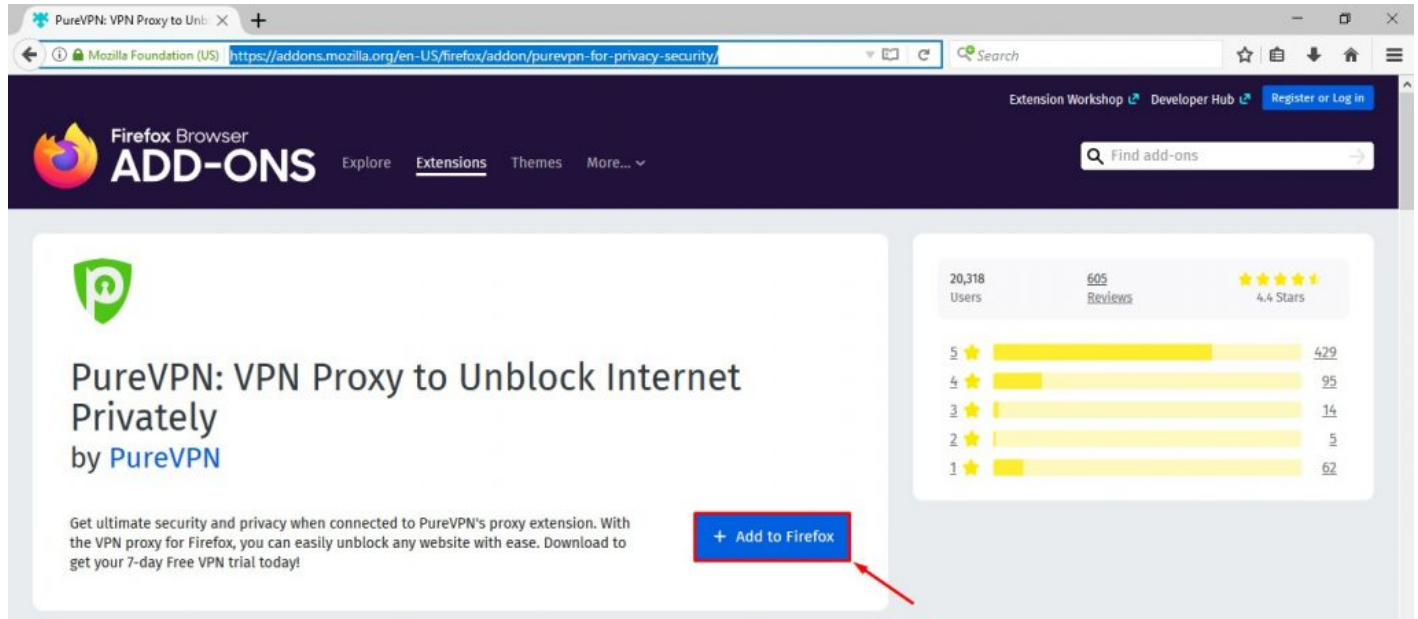 PureVPN: VPN Proxy to Unb
Mozilla Foundation (US) https://addons.mozilla.org/en-US/firefox/addon/purevpn-for-privacy-security/ Search
Extension Workshop Developer Hub Register or Log in
Firefox Browser
ADD-ONS Explore Extensions Themes More...
Find add-ons
PureVPN: VPN Proxy to Unblock Internet
Privately
by PureVPN
Get ultimate security and privacy when connected to PureVPN's proxy extension. With
the VPN proxy for Firefox, you can easily unblock any website with ease. Download to
get your 7-day Free VPN trial today!
+ Add to Firefox
20,318 605
Users Reviews 4.4 Stars
5 429
4 95
3 14
2 5
1 62